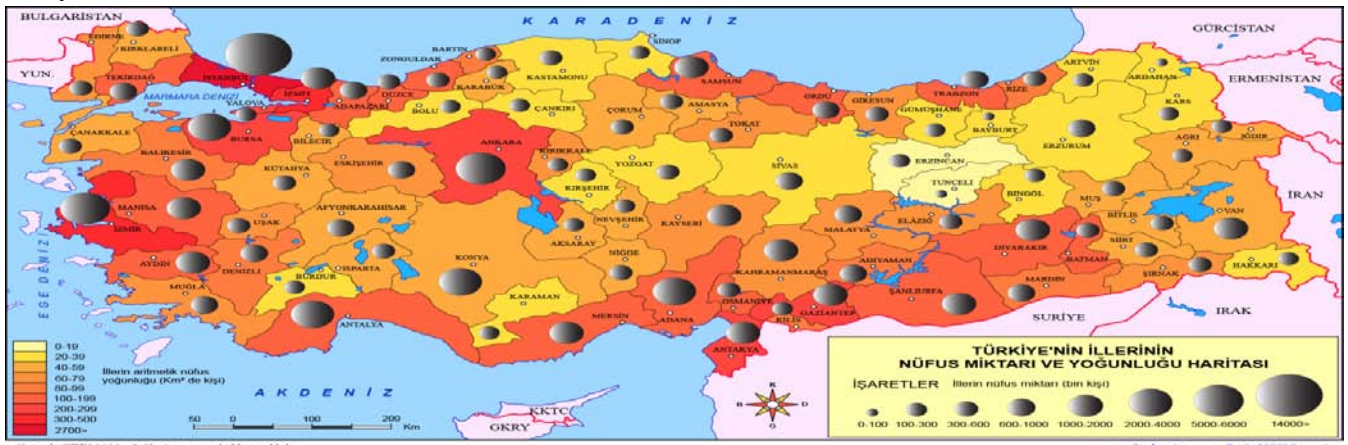 BULGARİSTAN
K A R A D E N İ Z
GÜRCİSTAN
EDİRNE
KIRKLARELİ
YUN.
TEKİRDAĞ
İSTANBUL
MARMARA DENİZİ
YALOVA
İZMİT
ADAPAZARI
DÜZCE
ZONGULDAK
BARTIN
KARABÜK
KASTAMONU
SİNOP
SAMSUN
ORDU
GİRESUN
TRABZON
RİZE
ARTVİN
ARDAHAN
KARS
ERMENİSTAN
ÇANAKKALE
BALIKESİR
BURSA
BİLECİK
BOLU
ÇANKIRI
ÇORUM
AMASYA
TOKAT
GÜMÜŞHANE
BAYBURT
ERZURUM
AĞRI
IĞDIR
KÜTAHYA
ESKİŞEHİR
ANKARA
KIRIKKALE
YOZGAT
SİVAS
ERZİNCAN
TUNCELİ
BİNGÖL
MUŞ
BİTLİS
VAN
İRAN
EGE DENİZİ
MANİSA
İZMİR
UŞAK
AFYONKARAHİSAR
KIRŞEHİR
NEVŞEHİR
AKSARAY
KAYSERİ
MALATYA
ELAZIĞ
DİYARBAKIR
BATMAN
SİİRT
ŞIRNAK
HAKKARİ
AYDIN
DENİZLİ
BURDUR
ISPARTA
KONYA
NİĞDE
KAHRAMANMARAŞ
ADIYAMAN
MARDİN
MUĞLA
ANTALYA
KARAMAN
MERSİN
ADANA
OSMANİYE
GAZİANTEP
KİLİS
ŞANLIURFA
ANTAKYA
SURİYE
IRAK
A K D E N İ Z
KKTC
GKRY
0-19
20-39
40-59
60-79
80-99
100-199
200-299
300-500
2700»
İllerin aritmetik nüfus
yoğunluğu (Km² de kişi)
50 0 100 200
Km
K
B D
G
TÜRKİYE'NİN İLLERİNİN
NÜFUS MİKTARI VE YOĞUNLUĞU HARİTASI
İŞARETLER İllerin nüfus miktarı (bin kişi)
0-100 100-300 300-600 600-1000 1000-2000 2000-4000 5000-6000 14000»